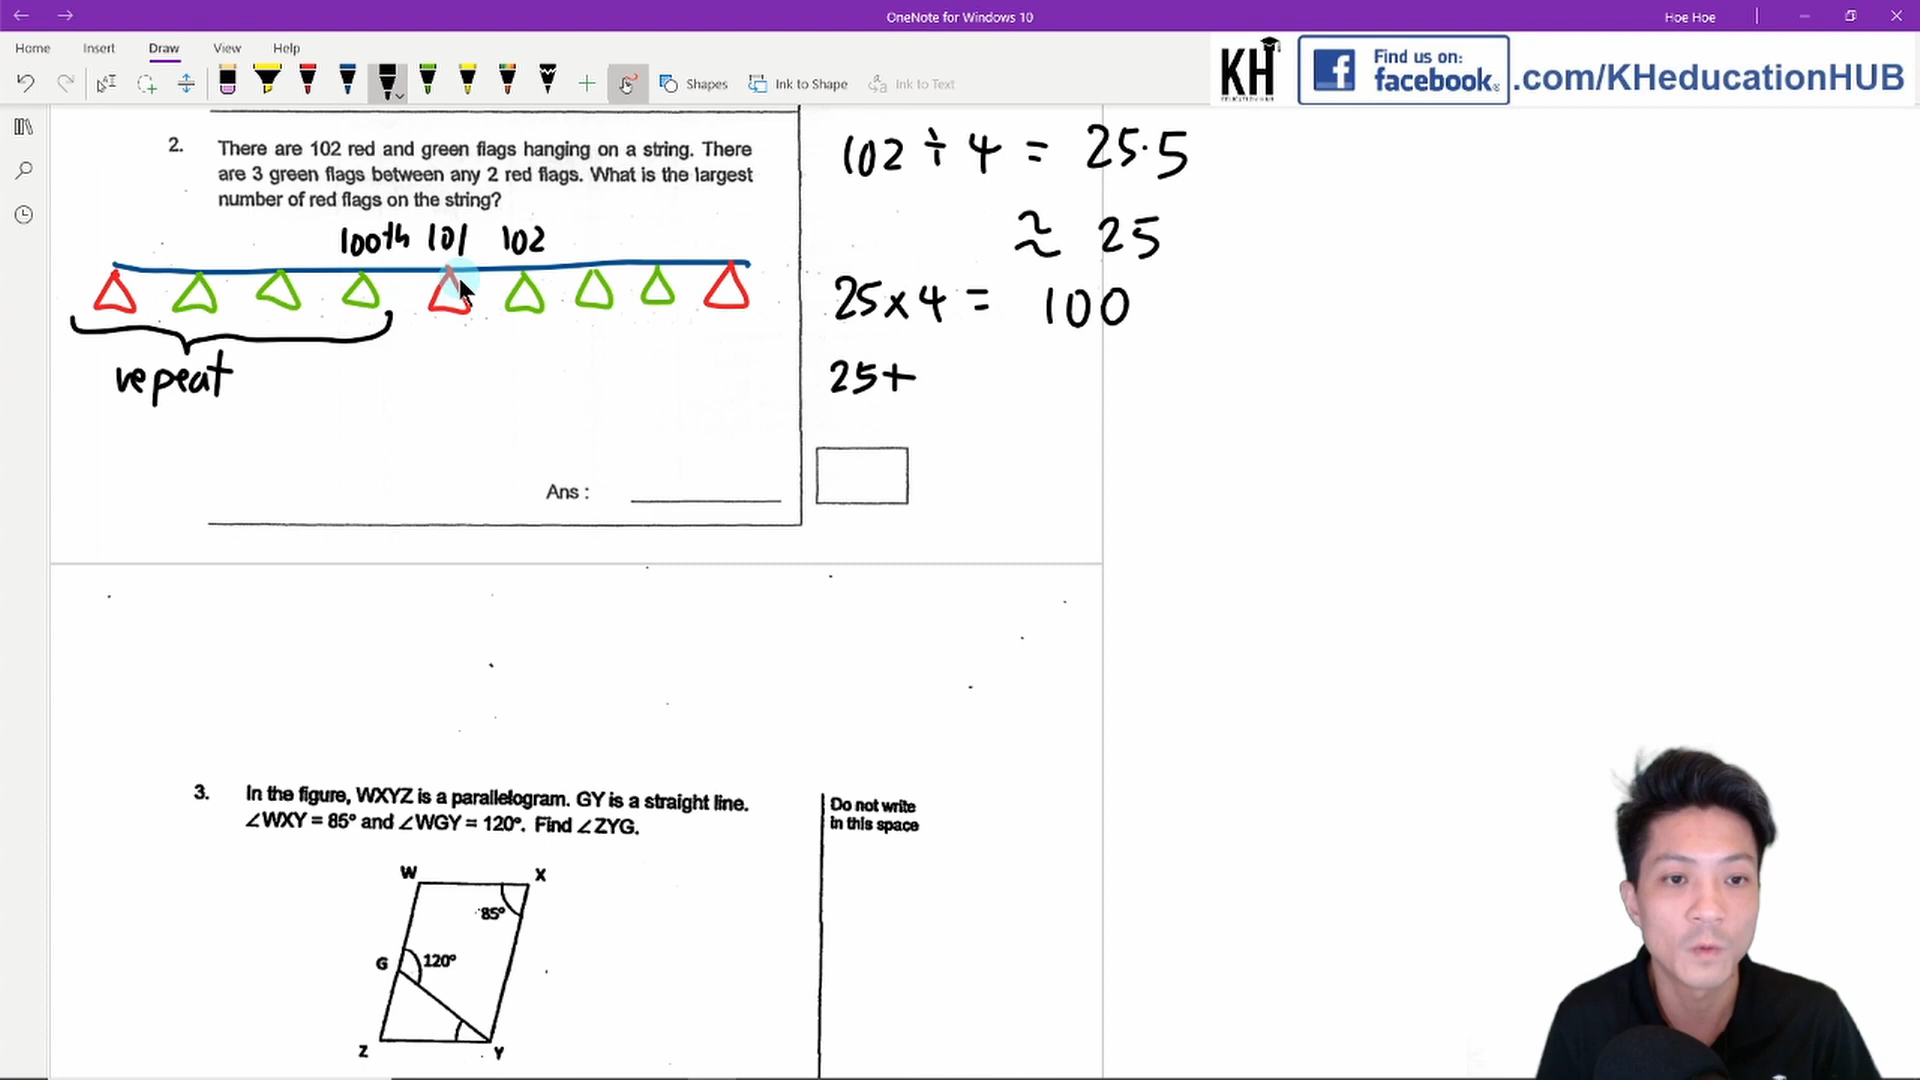 OneNote for Windows 10
Hoe Hoe
Home Insert Draw View Help
Shapes Ink to Shape Ink to Text
KH
EDUCATION HUB
Find us on:
facebook.com/KHeducationHUB
2. There are 102 red and green flags hanging on a string. There
are 3 green flags between any 2 red flags. What is the largest
number of red flags on the string?
100th 101 102
repeat
Ans :
102 ÷ 4 = 25.5
≈ 25
25 x 4 = 100
25+
3. In the figure, WXYZ is a parallelogram. GY is a straight line.
∠WXY = 85° and ∠WGY = 120°. Find ∠ZYG.
Do not write
in this space
W X
85°
G 120°
Z Y